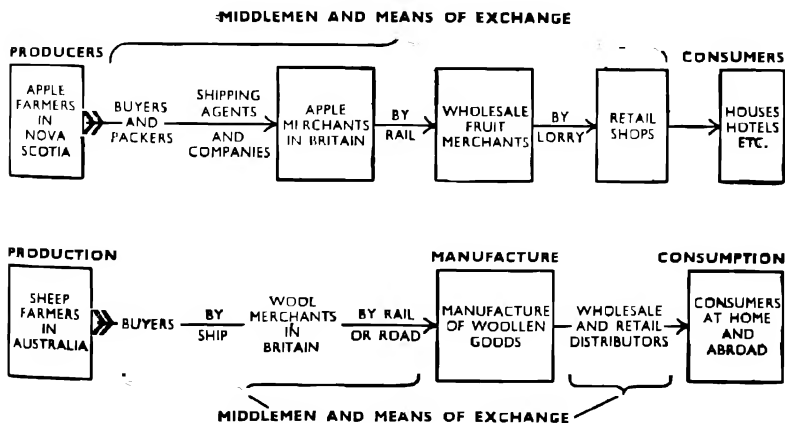 MIDDLEMEN AND MEANS OF EXCHANGE
PRODUCERS
CONSUMERS
APPLE
FARMERS
IN
NOVA
SCOTIA
BUYERS
AND
PACKERS
SHIPPING
AGENTS
AND
COMPANIES
APPLE
MERCHANTS
IN BRITAIN
BY
RAIL
WHOLESALE
FRUIT
MERCHANTS
BY
LORRY
RETAIL
SHOPS
HOUSES
HOTELS
ETC.
PRODUCTION
MANUFACTURE
CONSUMPTION
SHEEP
FARMERS
IN
AUSTRALIA
BUYERS
BY
SHIP
WOOL
MERCHANTS
IN
BRITAIN
BY RAIL
OR ROAD
MANUFACTURE
OF WOOLLEN
GOODS
WHOLESALE
AND RETAIL
DISTRIBUTORS
CONSUMERS
AT HOME
AND
ABROAD
MIDDLEMEN AND MEANS OF EXCHANGE